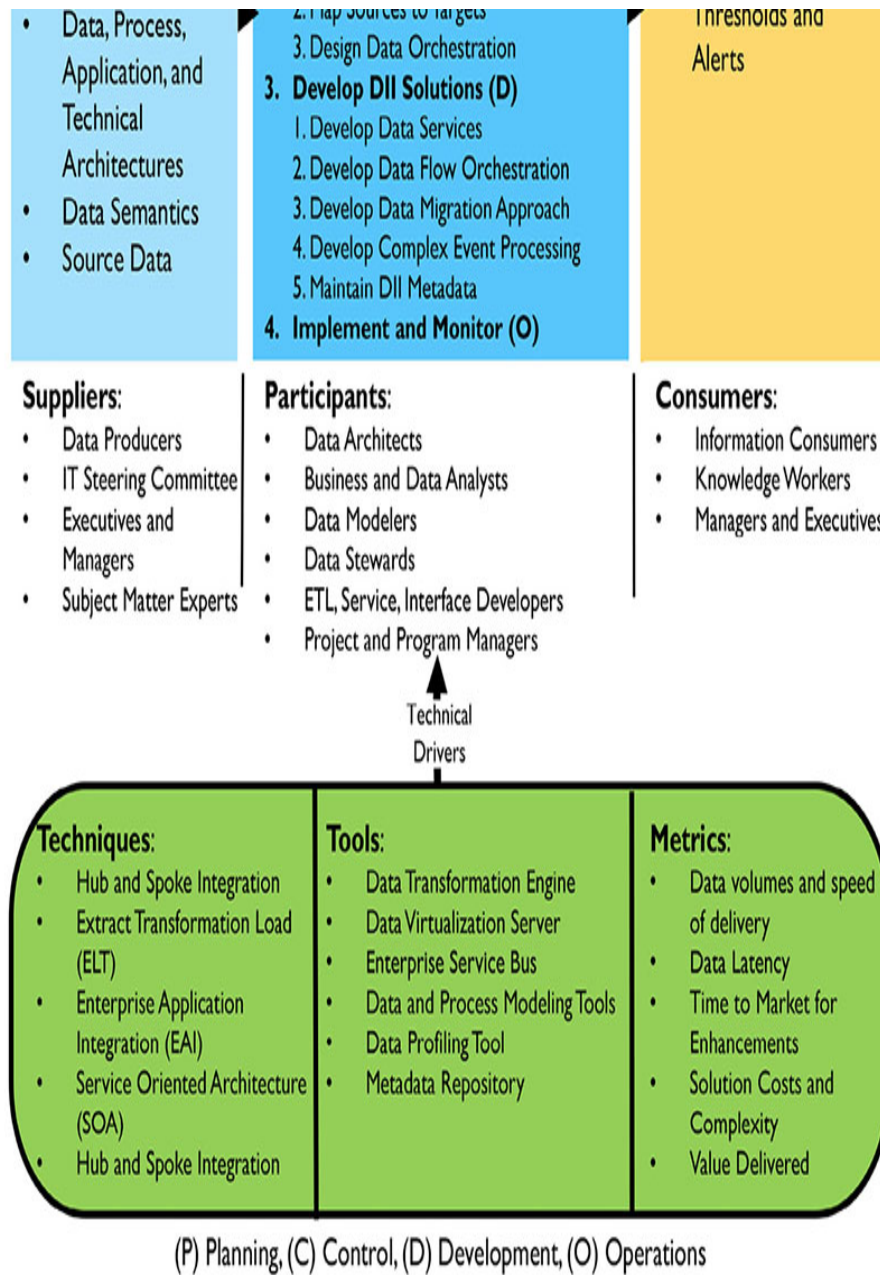 Data, Process,
Application, and
Technical
Architectures
Data Semantics
Source Data
2. Map Sources to Targets
3. Design Data Orchestration
3. Develop DII Solutions (D)
1. Develop Data Services
2. Develop Data Flow Orchestration
3. Develop Data Migration Approach
4. Develop Complex Event Processing
5. Maintain DII Metadata
4. Implement and Monitor (O)
Thresholds and
Alerts
Suppliers:
Data Producers
IT Steering Committee
Executives and
Managers
Subject Matter Experts
Participants:
Data Architects
Business and Data Analysts
Data Modelers
Data Stewards
ETL, Service, Interface Developers
Project and Program Managers
Consumers:
Information Consumers
Knowledge Workers
Managers and Executives
Technical
Drivers
Techniques:
Hub and Spoke Integration
Extract Transformation Load
(ELT)
Enterprise Application
Integration (EAI)
Service Oriented Architecture
(SOA)
Hub and Spoke Integration
Tools:
Data Transformation Engine
Data Virtualization Server
Enterprise Service Bus
Data and Process Modeling Tools
Data Profiling Tool
Metadata Repository
Metrics:
Data volumes and speed
of delivery
Data Latency
Time to Market for
Enhancements
Solution Costs and
Complexity
Value Delivered
(P) Planning, (C) Control, (D) Development, (O) Operations